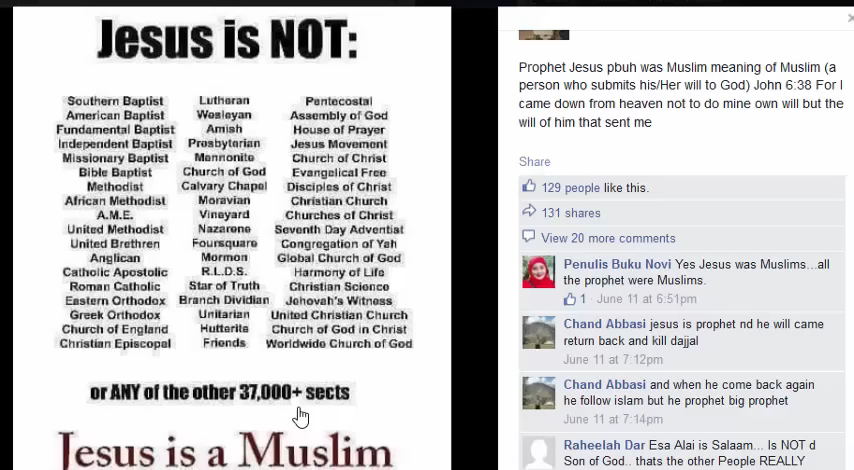 Jesus is NOT:
Southern Baptist
American Baptist
Fundamental Baptist
Independent Baptist
Missionary Baptist
Bible Baptist
Methodist
African Methodist
A.M.E.
United Methodist
United Brethren
Anglican
Catholic Apostolic
Roman Catholic
Eastern Orthodox
Greek Orthodox
Church of England
Christian Episcopal
Lutheran
Wesleyan
Amish
Presbyterian
Mennonite
Church of God
Calvary Chapel
Moravian
Vineyard
Nazarene
Foursquare
Mormon
R.L.D.S.
Star of Truth
Branch Dividian
Unitarian
Hutterite
Friends
Pentecostal
Assembly of God
House of Prayer
Jesus Movement
Church of Christ
Evangelical Free
Disciples of Christ
Christian Church
Churches of Christ
Seventh Day Adventist
Congregation of Yah
Global Church of God
Harmony of Life
Christian Science
Jehovah's Witness
United Christian Church
Church of God in Christ
Worldwide Church of God
or ANY of the other 37,000+ sects
Jesus is a Muslim
Prophet Jesus pbuh was Muslim meaning of Muslim (a
person who submits his/Her will to God) John 6:38 For I
came down from heaven not to do mine own will but the
will of him that sent me
Share
129 people like this.
131 shares
View 20 more comments
Penulis Buku Novi Yes Jesus was Muslims...all
the prophet were Muslims.
1 · June 11 at 6:51pm
Chand Abbasi jesus is prophet nd he will came
return back and kill dajjal
June 11 at 7:12pm
Chand Abbasi and when he come back again
he follow islam but he prophet big prophet
June 11 at 7:14pm
Raheelah Dar Esa Alai is Salaam... Is NOT d
Son of God.. thats the other People REALLY